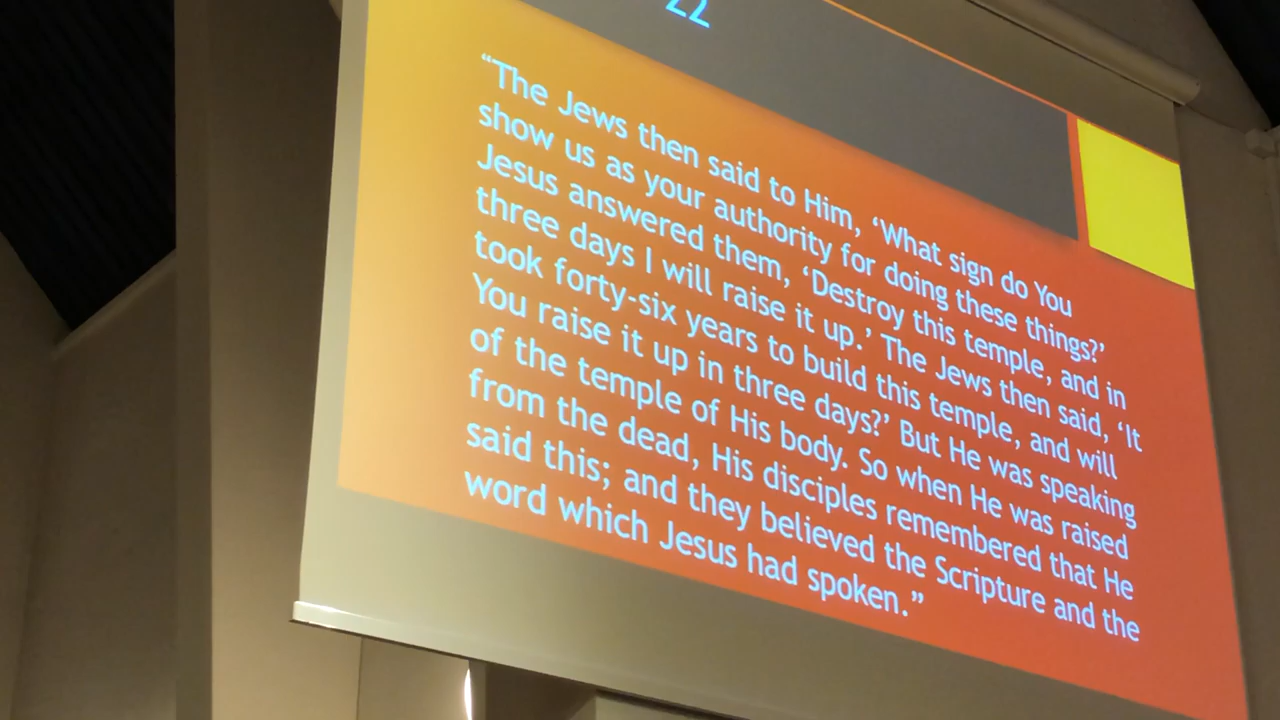 22
“The Jews then said to Him, ‘What sign do You
show us as your authority for doing these things?’
Jesus answered them, ‘Destroy this temple, and in
three days I will raise it up.’ The Jews then said, ‘It
took forty-six years to build this temple, and will
You raise it up in three days?’ But He was speaking
of the temple of His body. So when He was raised
from the dead, His disciples remembered that He
said this; and they believed the Scripture and the
word which Jesus had spoken.”